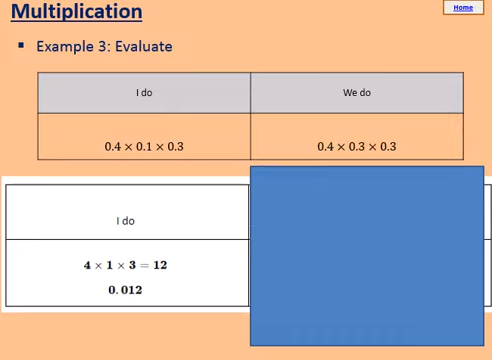 Multiplication
Home
▪ Example 3: Evaluate
I do
We do
0.4 × 0.1 × 0.3
0.4 × 0.3 × 0.3
I do
4 × 1 × 3 = 12
0.012